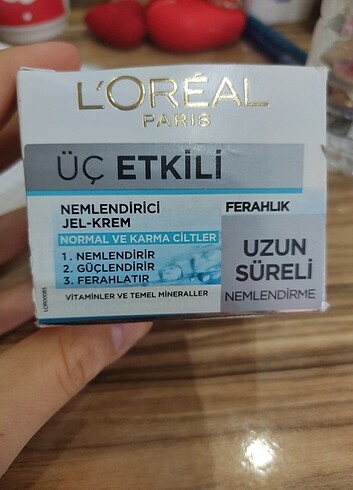 L'ORÉAL
PARIS
ÜÇ ETKİLİ
NEMLENDİRİCİ
JEL-KREM
NORMAL VE KARMA CİLTLER
1. NEMLENDİRİR
2. GÜÇLENDİRİR
3. FERAHLATIR
VİTAMİNLER VE TEMEL MİNERALLER
FERAHLIK
UZUN
SÜRELİ
NEMLENDİRME